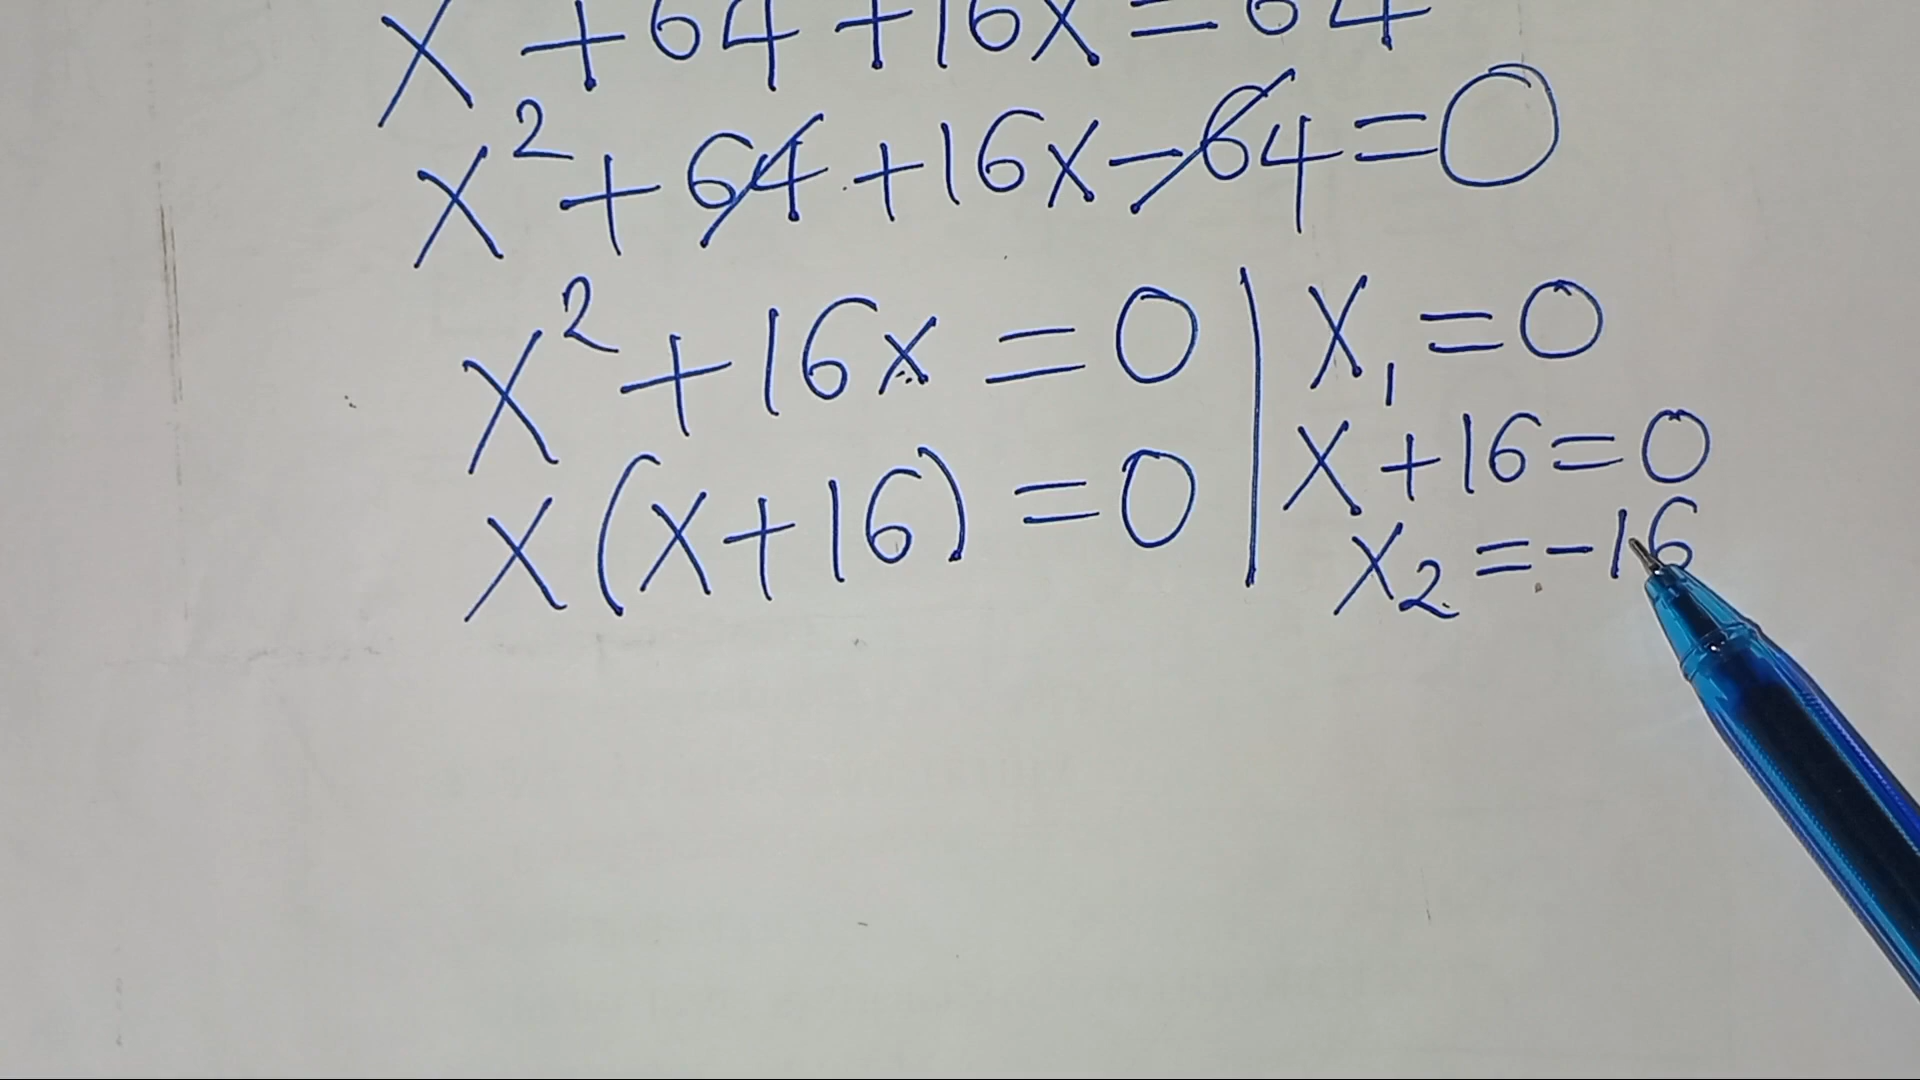 x + 64 + 16x = 64
x² + 64 + 16x - 64 = 0
x² + 16x = 0
x(x + 16) = 0
x₁ = 0
x + 16 = 0
x₂ = -16